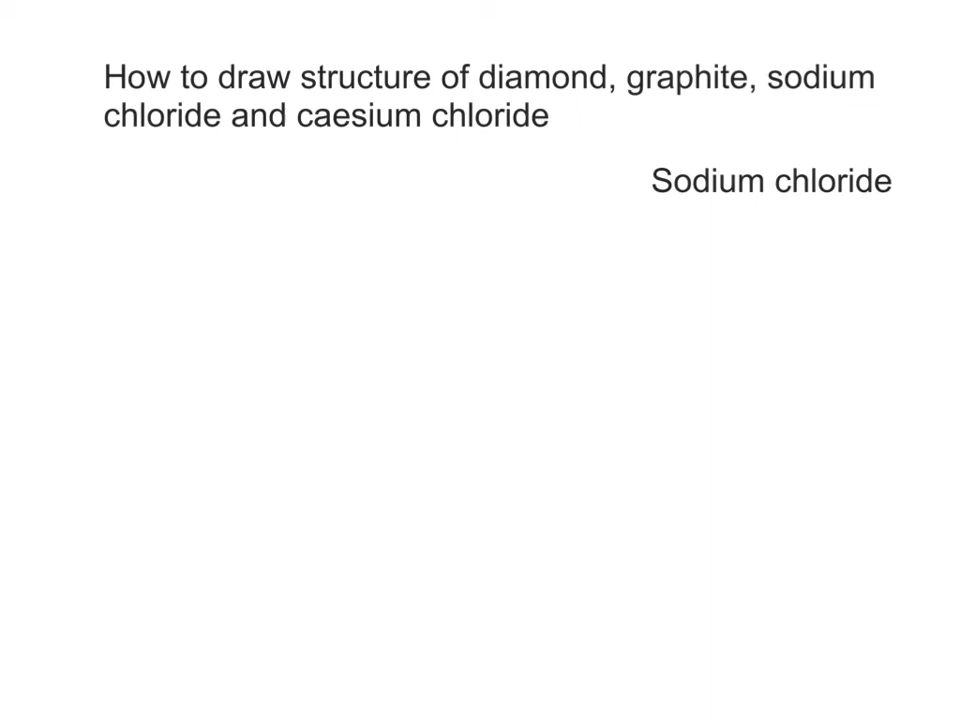 How to draw structure of diamond, graphite, sodium
chloride and caesium chloride
Sodium chloride